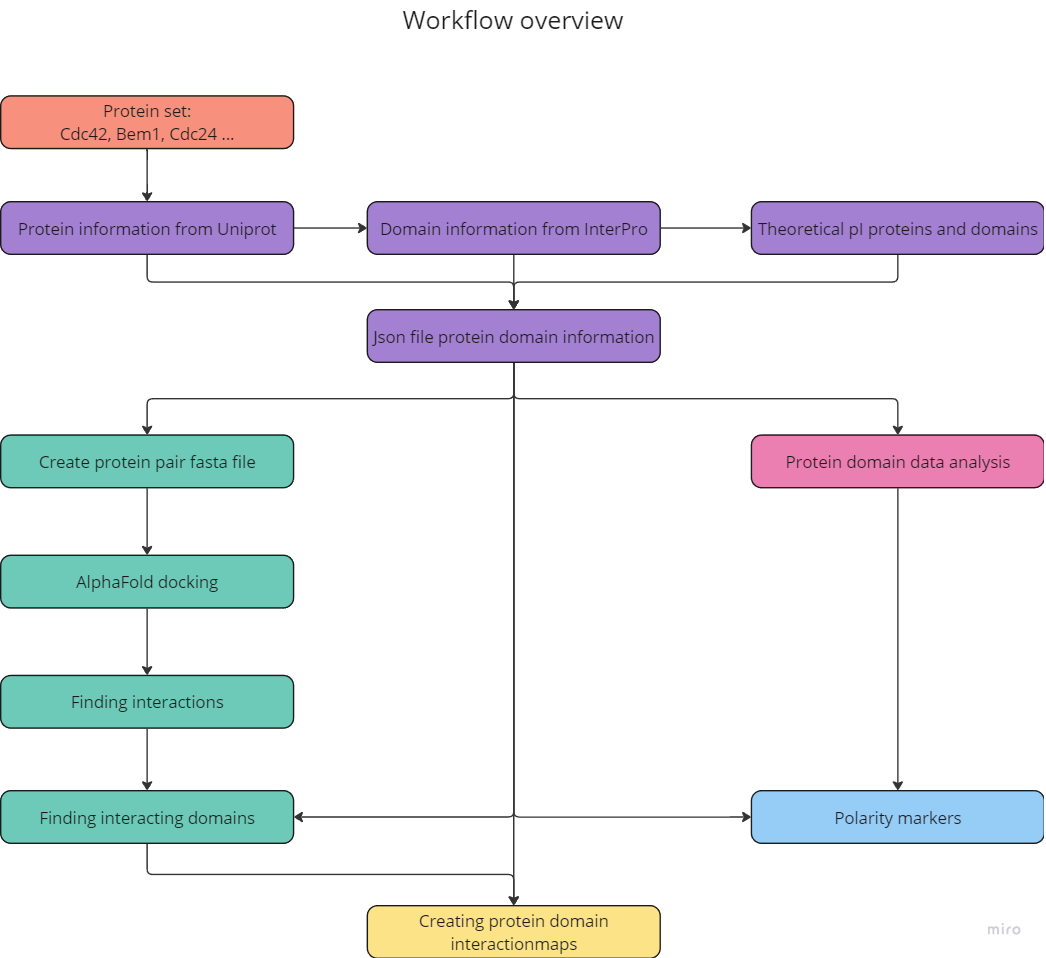 Workflow overview
Protein set:
Cdc42, Bem1, Cdc24 ...
Protein information from Uniprot
Domain information from InterPro
Theoretical pI proteins and domains
Json file protein domain information
Create protein pair fasta file
Protein domain data analysis
AlphaFold docking
Finding interactions
Finding interacting domains
Polarity markers
Creating protein domain
interactionmaps
miro